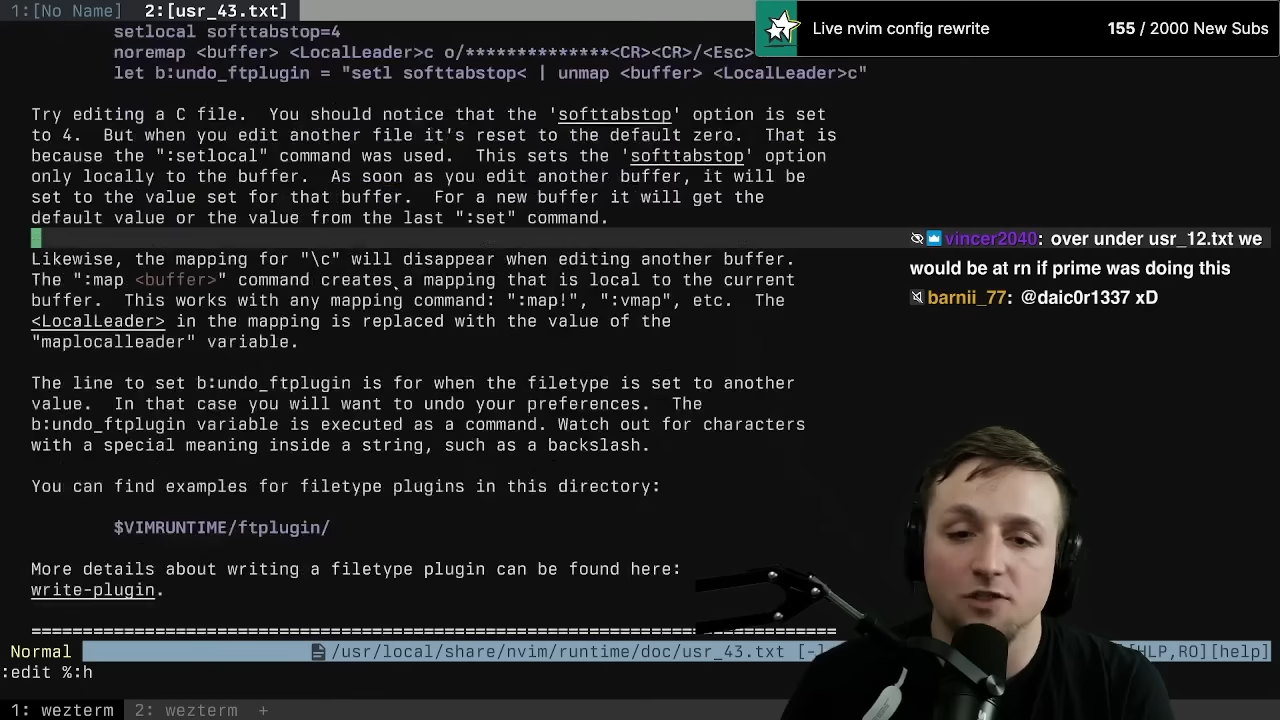 1:[No Name]  2:[usr_43.txt]
Live nvim config rewrite
155 / 2000 New Subs
setlocal softtabstop=4
noremap <buffer> <LocalLeader>c o/**************<CR><CR>/<Esc>
let b:undo_ftplugin = "setl softtabstop< | unmap <buffer> <LocalLeader>c"
Try editing a C file.  You should notice that the 'softtabstop' option is set
to 4.  But when you edit another file it's reset to the default zero.  That is
because the ":setlocal" command was used.  This sets the 'softtabstop' option
only locally to the buffer.  As soon as you edit another buffer, it will be
set to the value set for that buffer.  For a new buffer it will get the
default value or the value from the last ":set" command.
vincer2040: over under usr_12.txt we
would be at rn if prime was doing this
barnii_77: @daic0r1337 xD
Likewise, the mapping for "\c" will disappear when editing another buffer.
The ":map <buffer>" command creates a mapping that is local to the current
buffer.  This works with any mapping command: ":map!", ":vmap", etc.  The
<LocalLeader> in the mapping is replaced with the value of the
"maplocalleader" variable.
The line to set b:undo_ftplugin is for when the filetype is set to another
value.  In that case you will want to undo your preferences.  The
b:undo_ftplugin variable is executed as a command. Watch out for characters
with a special meaning inside a string, such as a backslash.
You can find examples for filetype plugins in this directory:
$VIMRUNTIME/ftplugin/
More details about writing a filetype plugin can be found here:
write-plugin.
==============================================================================
Normal /usr/local/share/nvim/runtime/doc/usr_43.txt [-] [HLP,RO][help]
:edit %:h
1: wezterm  2: wezterm  +